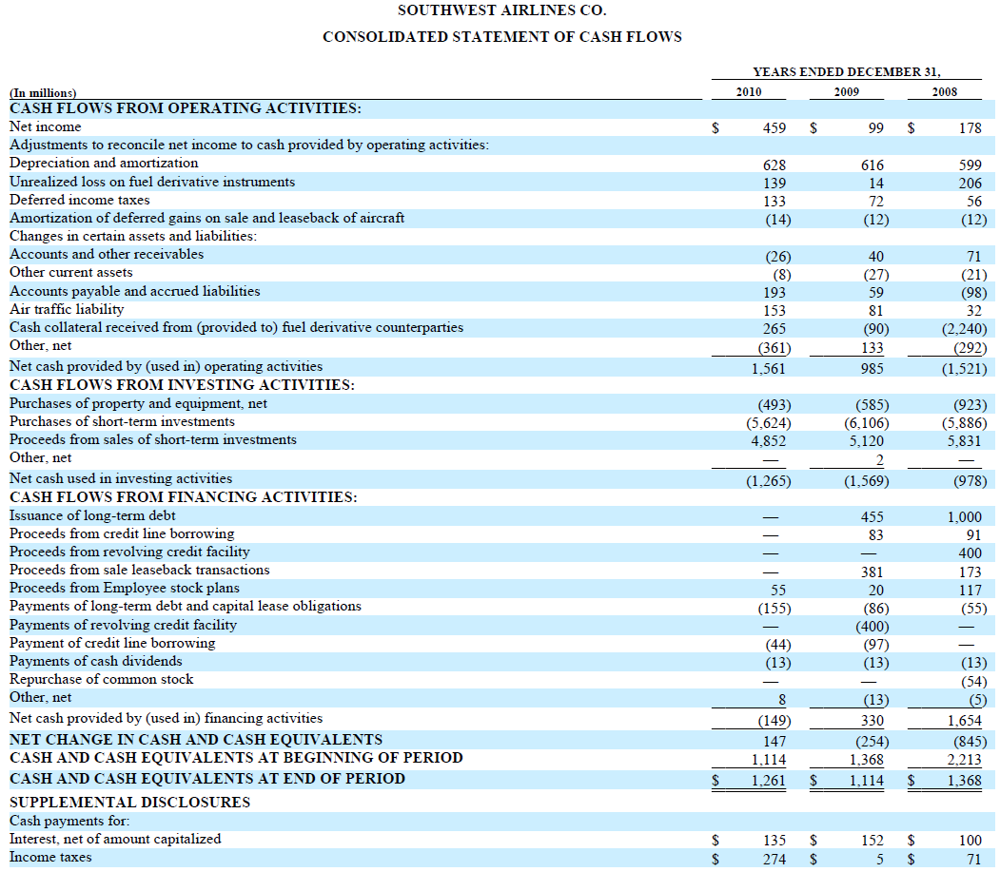 SOUTHWEST AIRLINES CO.
CONSOLIDATED STATEMENT OF CASH FLOWS
YEARS ENDED DECEMBER 31,
(In millions) 2010 2009 2008
CASH FLOWS FROM OPERATING ACTIVITIES:
Net income $ 459 $ 99 $ 178
Adjustments to reconcile net income to cash provided by operating activities:
Depreciation and amortization 628 616 599
Unrealized loss on fuel derivative instruments 139 14 206
Deferred income taxes 133 72 56
Amortization of deferred gains on sale and leaseback of aircraft (14) (12) (12)
Changes in certain assets and liabilities:
Accounts and other receivables (26) 40 71
Other current assets (8) (27) (21)
Accounts payable and accrued liabilities 193 59 (98)
Air traffic liability 153 81 32
Cash collateral received from (provided to) fuel derivative counterparties 265 (90) (2,240)
Other, net (361) 133 (292)
Net cash provided by (used in) operating activities 1,561 985 (1,521)
CASH FLOWS FROM INVESTING ACTIVITIES:
Purchases of property and equipment, net (493) (585) (923)
Purchases of short-term investments (5,624) (6,106) (5,886)
Proceeds from sales of short-term investments 4,852 5,120 5,831
Other, net — 2 —
Net cash used in investing activities (1,265) (1,569) (978)
CASH FLOWS FROM FINANCING ACTIVITIES:
Issuance of long-term debt — 455 1,000
Proceeds from credit line borrowing — 83 91
Proceeds from revolving credit facility — — 400
Proceeds from sale leaseback transactions — 381 173
Proceeds from Employee stock plans 55 20 117
Payments of long-term debt and capital lease obligations (155) (86) (55)
Payments of revolving credit facility — (400) —
Payment of credit line borrowing (44) (97) —
Payments of cash dividends (13) (13) (13)
Repurchase of common stock — — (54)
Other, net 8 (13) (5)
Net cash provided by (used in) financing activities (149) 330 1,654
NET CHANGE IN CASH AND CASH EQUIVALENTS 147 (254) (845)
CASH AND CASH EQUIVALENTS AT BEGINNING OF PERIOD 1,114 1,368 2,213
CASH AND CASH EQUIVALENTS AT END OF PERIOD $ 1,261 $ 1,114 $ 1,368
SUPPLEMENTAL DISCLOSURES
Cash payments for:
Interest, net of amount capitalized $ 135 $ 152 $ 100
Income taxes $ 274 $ 5 $ 71